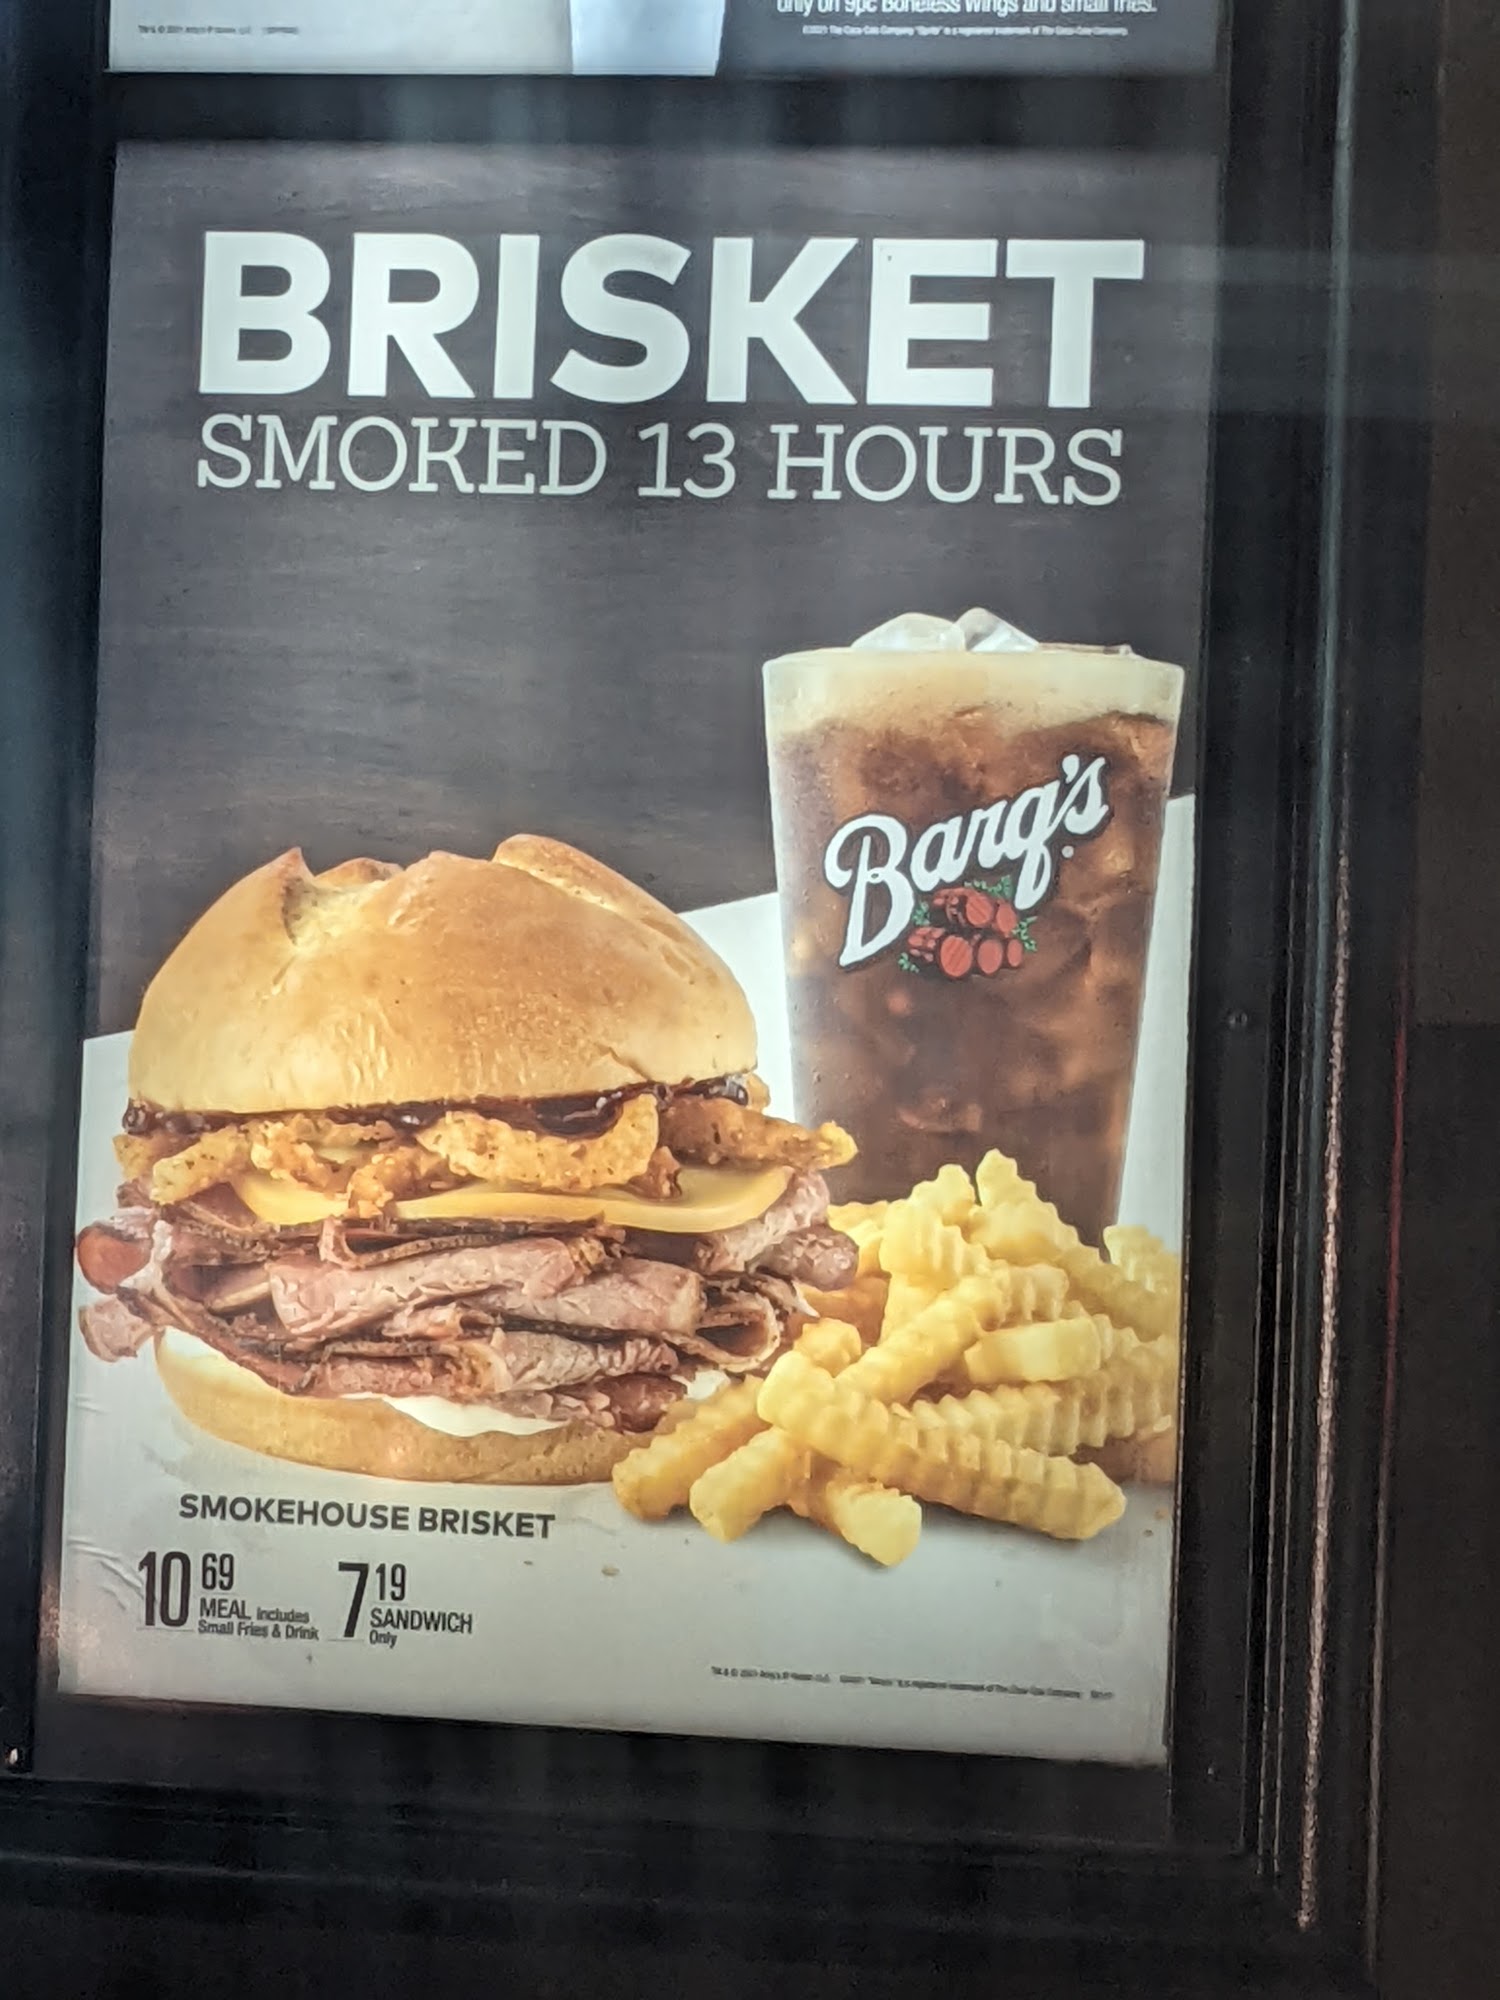 only on 9pc Boneless Wings and small fries.
BRISKET
SMOKED 13 HOURS
Barq's
SMOKEHOUSE BRISKET
10 69
MEAL Includes
Small Fries & Drink
7 19
SANDWICH
Only